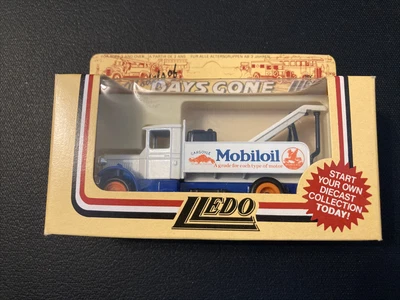 DAYS GONE
GARGOYLE
Mobiloil
A grade for each type of motor
LLEDO
START
YOUR OWN
DIECAST
COLLECTION
TODAY!